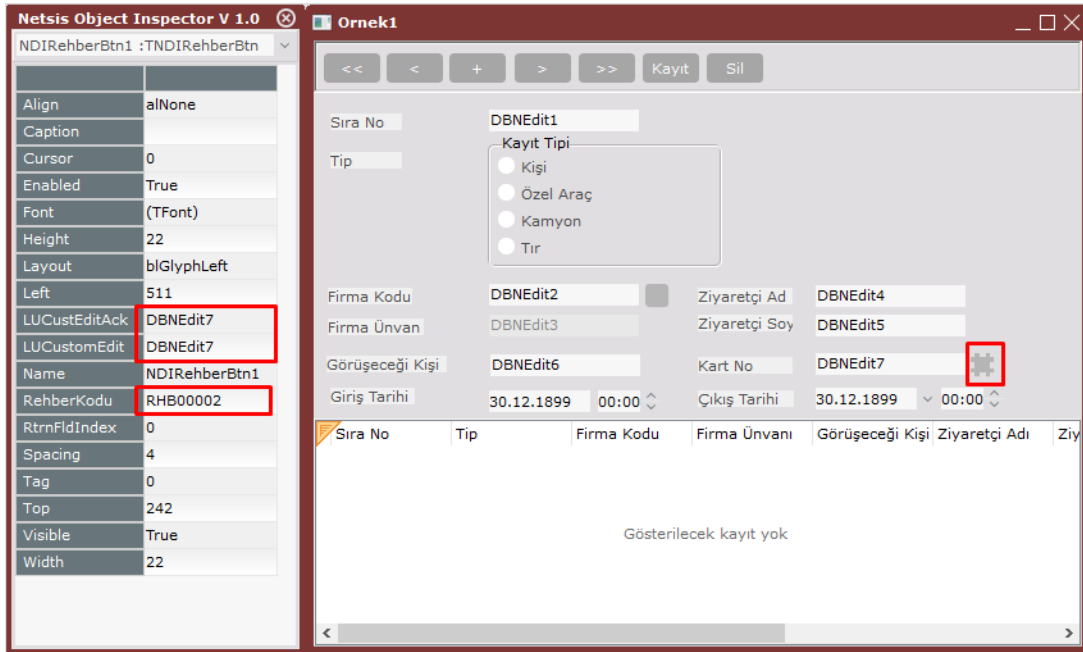 Netsis Object Inspector V 1.0
NDIRehberBtn1 :TNDIRehberBtn
Align alNone
Caption
Cursor 0
Enabled True
Font (TFont)
Height 22
Layout blGlyphLeft
Left 511
LUCustEditAck DBNEdit7
LUCustomEdit DBNEdit7
Name NDIRehberBtn1
RehberKodu RHB00002
RtrnFldIndex 0
Spacing 4
Tag 0
Top 242
Visible True
Width 22
Ornek1
<< < + > >> Kayıt Sil
Sıra No DBNEdit1
Tip Kayıt Tipi
Kişi
Özel Araç
Kamyon
Tır
Firma Kodu DBNEdit2 Ziyaretçi Ad DBNEdit4
Firma Ünvan DBNEdit3 Ziyaretçi Soy DBNEdit5
Görüşeceği Kişi DBNEdit6 Kart No DBNEdit7
Giriş Tarihi 30.12.1899 00:00 Çıkış Tarihi 30.12.1899 00:00
Sıra No Tip Firma Kodu Firma Ünvanı Görüşeceği Kişi Ziyaretçi Adı Ziy
Gösterilecek kayıt yok